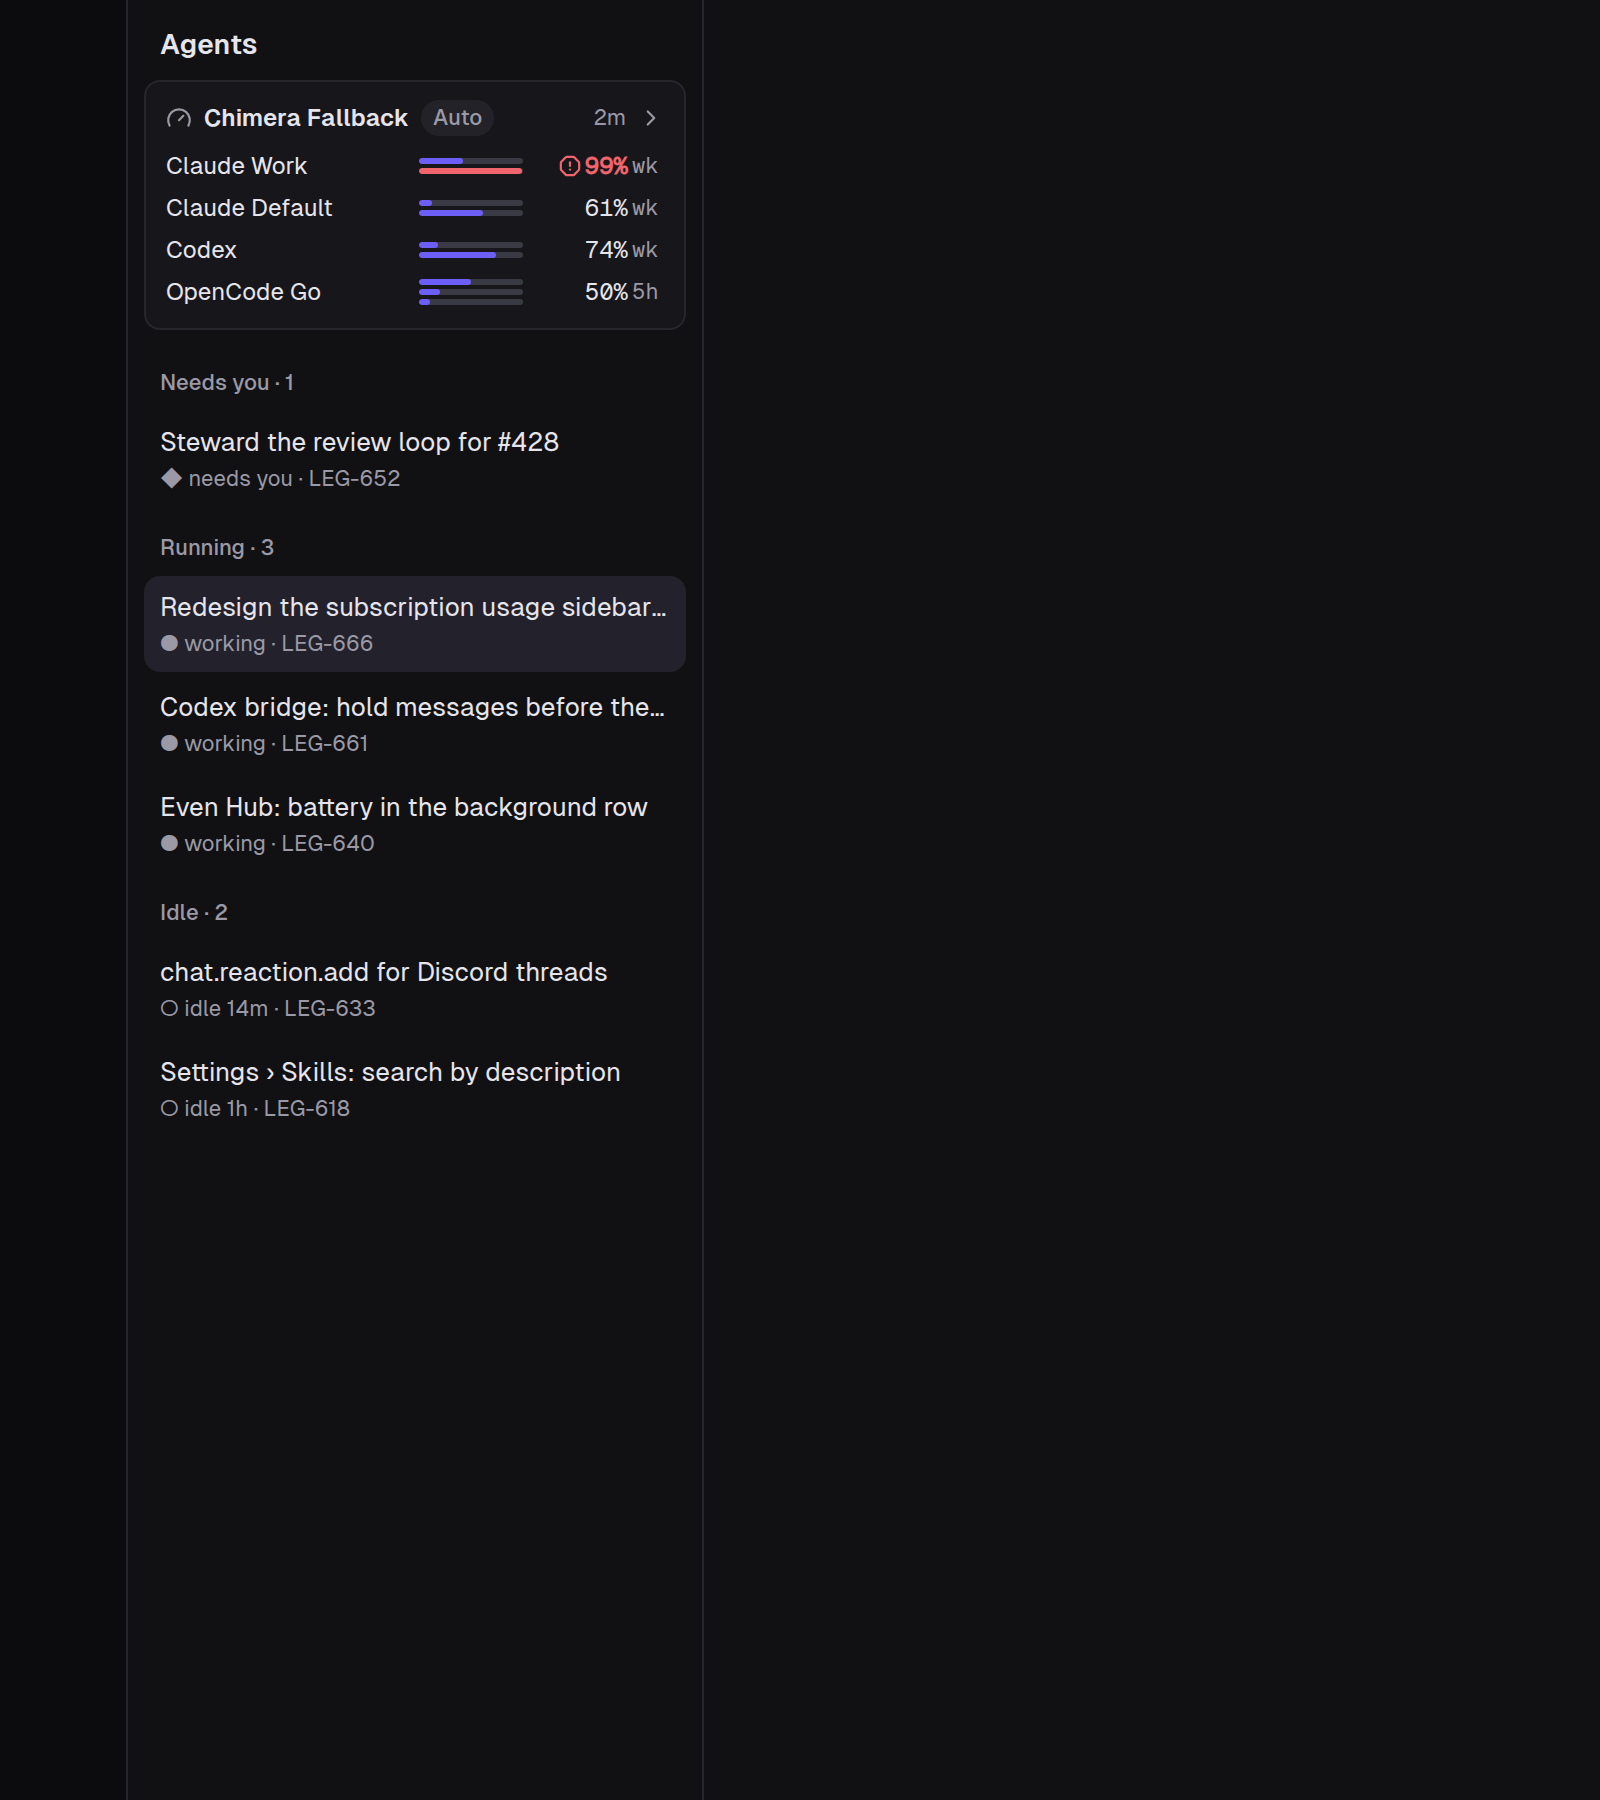 Agents
Chimera Fallback Auto 2m
Claude Work 99% wk
Claude Default 61% wk
Codex 74% wk
OpenCode Go 50% 5h
Needs you · 1
Steward the review loop for #428
◆ needs you · LEG-652
Running · 3
Redesign the subscription usage sidebar…
● working · LEG-666
Codex bridge: hold messages before the…
● working · LEG-661
Even Hub: battery in the background row
● working · LEG-640
Idle · 2
chat.reaction.add for Discord threads
○ idle 14m · LEG-633
Settings › Skills: search by description
○ idle 1h · LEG-618